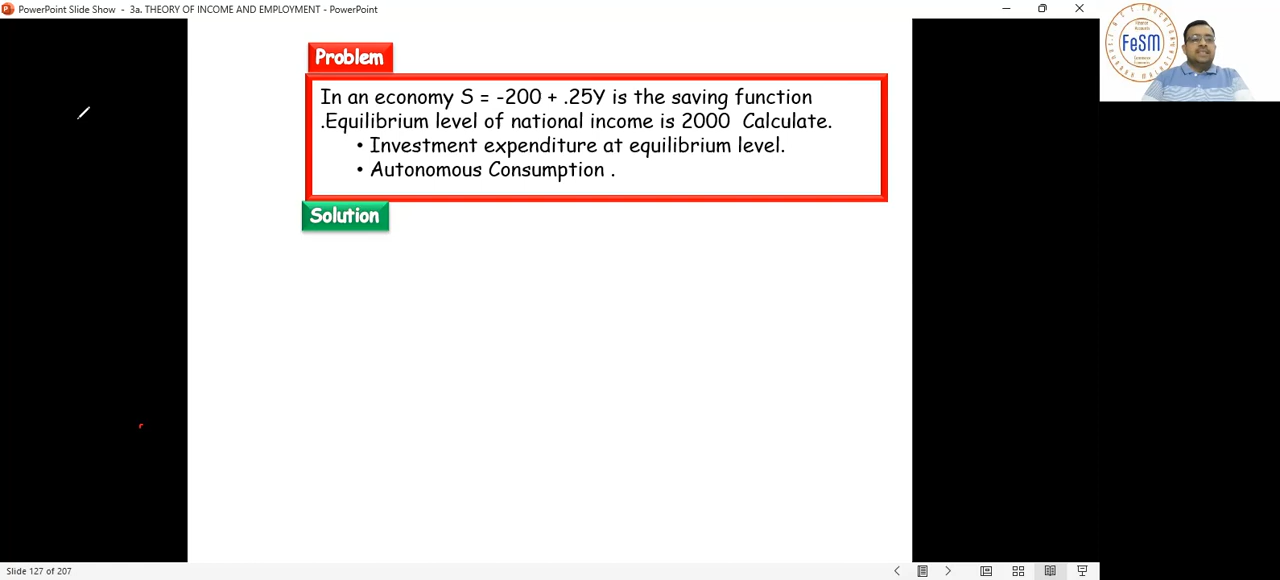 PowerPoint Slide Show - 3a. THEORY OF INCOME AND EMPLOYMENT - PowerPoint
FeSM
Problem
In an economy S = -200 + .25Y is the saving function
.Equilibrium level of national income is 2000 Calculate.
• Investment expenditure at equilibrium level.
• Autonomous Consumption .
Solution
Slide 127 of 207